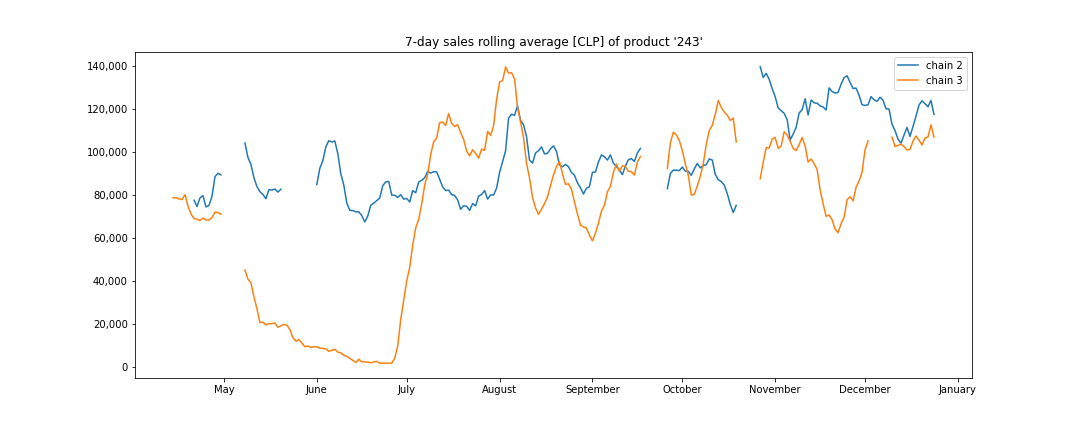 7-day sales rolling average [CLP] of product '243'
chain 2
chain 3
140,000
120,000
100,000
80,000
60,000
40,000
20,000
0
May June July August September October November December January